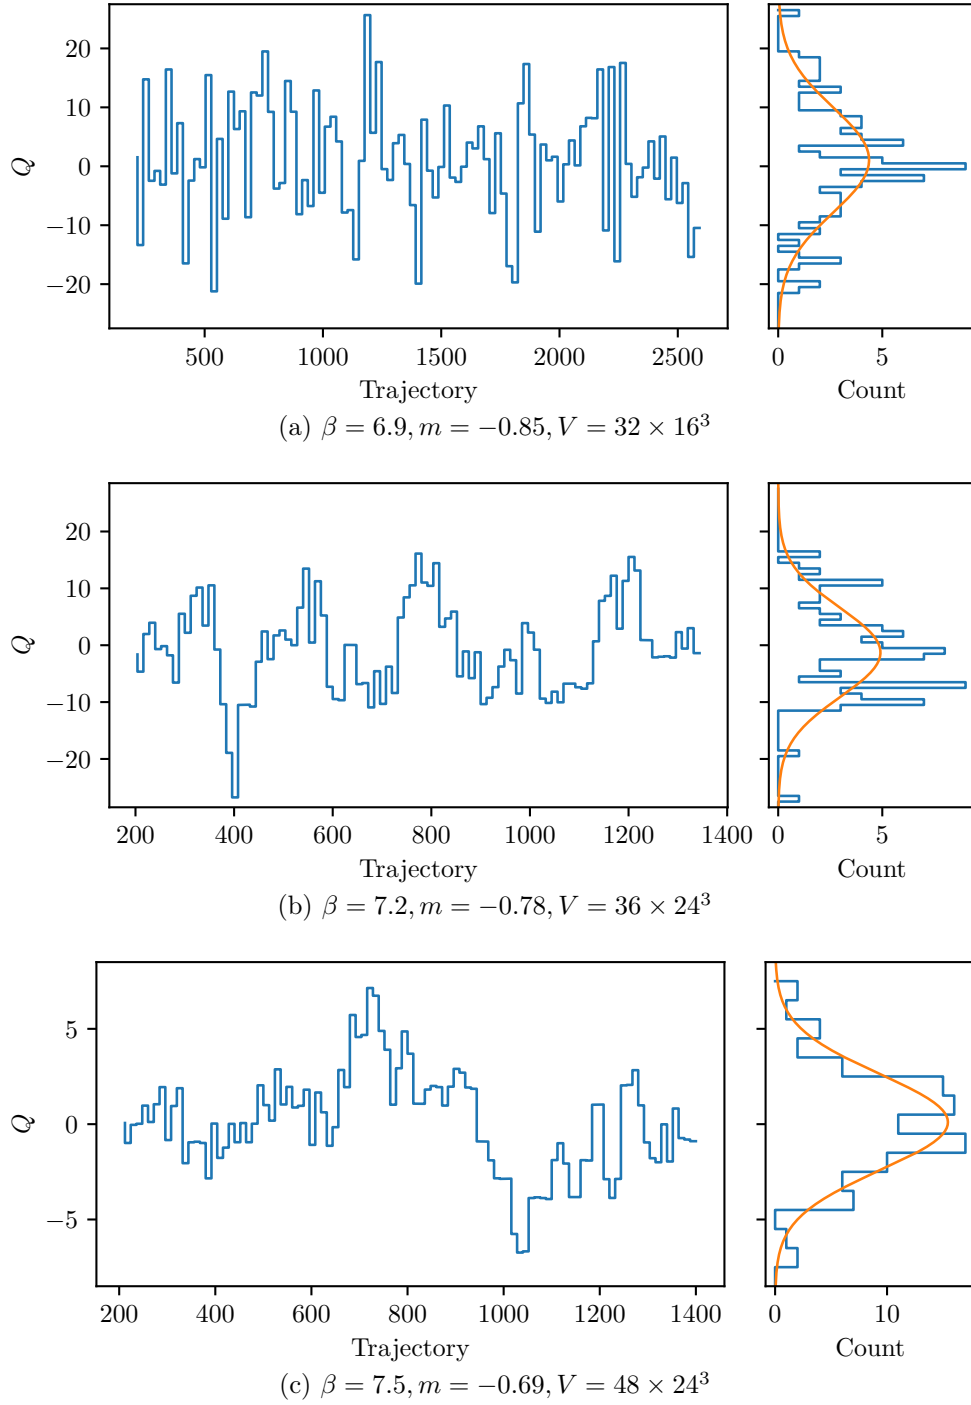 20
10
0
−10
−20
Q
500 1000 1500 2000 2500
Trajectory
0 5
Count
(a) β = 6.9, m = −0.85, V = 32 × 16³
20
10
0
−10
−20
Q
200 400 600 800 1000 1200 1400
Trajectory
0 5
Count
(b) β = 7.2, m = −0.78, V = 36 × 24³
5
0
−5
Q
200 400 600 800 1000 1200 1400
Trajectory
0 10
Count
(c) β = 7.5, m = −0.69, V = 48 × 24³